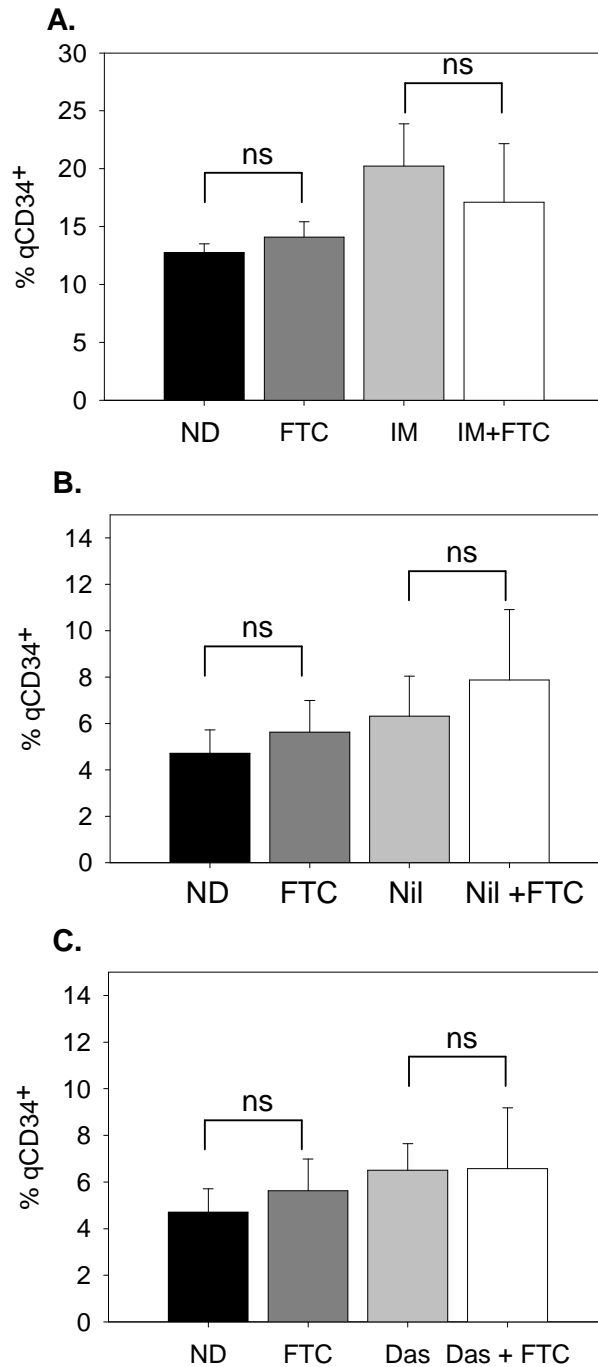 A.
30
25
20
15
10
5
0
% qCD34+
ns
ns
ND FTC IM IM+FTC
B.
14
12
10
8
6
4
2
0
% qCD34+
ns
ns
ND FTC Nil Nil +FTC
C.
14
12
10
8
6
4
2
0
% qCD34+
ns
ns
ND FTC Das Das + FTC